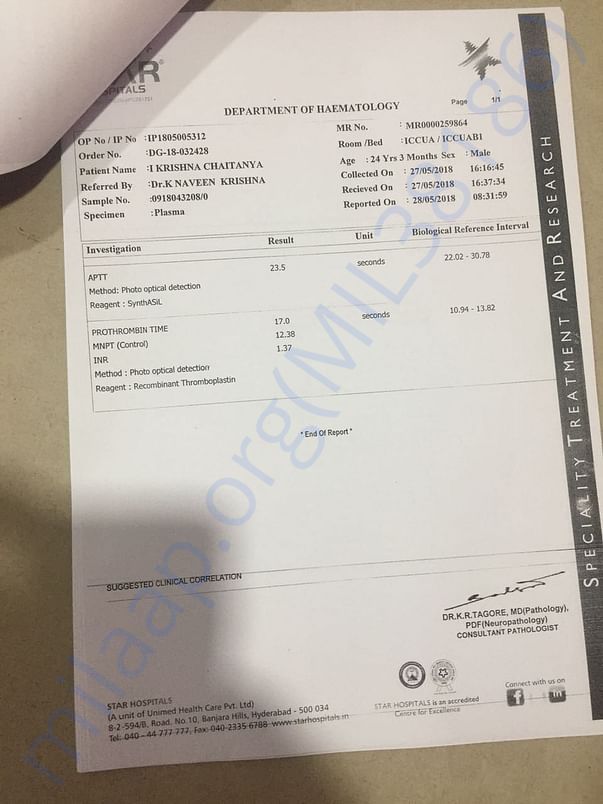 AR®
SPITALS
DEPARTMENT OF HAEMATOLOGY
Page 1/1
OP No / IP No :IP1805005312
Order No. :DG-18-032428
Patient Name :I KRISHNA CHAITANYA
Referred By :Dr.K NAVEEN KRISHNA
Sample No. :0918043208/0
Specimen :Plasma
MR No. : MR0000259864
Room /Bed :ICCUA / ICCUAB1
Age : 24 Yrs 3 Months Sex : Male
Collected On : 27/05/2018 16:16:45
Recieved On : 27/05/2018 16:37:34
Reported On : 28/05/2018 08:31:59
Investigation Result Unit Biological Reference Interval
APTT 23.5 seconds 22.02 - 30.78
Method: Photo optical detection
Reagent : SynthASiL
PROTHROMBIN TIME 17.0 seconds 10.94 - 13.82
MNPT (Control) 12.38
INR 1.37
Method : Photo optical detection
Reagent : Recombinant Thromboplastin
* End Of Report *
SUGGESTED CLINICAL CORRELATION
DR.K.R.TAGORE, MD(Pathology),
PDF(Neuropathology)
CONSULTANT PATHOLOGIST
STAR HOSPITALS
(A unit of Unimed Health Care Pvt. Ltd)
8-2-594/B, Road. No.10, Banjara Hills, Hyderabad - 500 034
Tel: 040 - 44 777 777, Fax: 040-2335 6788 www.starhospitals.in
STAR HOSPITALS is an accredited
Centre for Excellence
Connect with us on
f in
SPECIALITY TREATMENT AND RESEARCH
milaap.org(MIL389186)